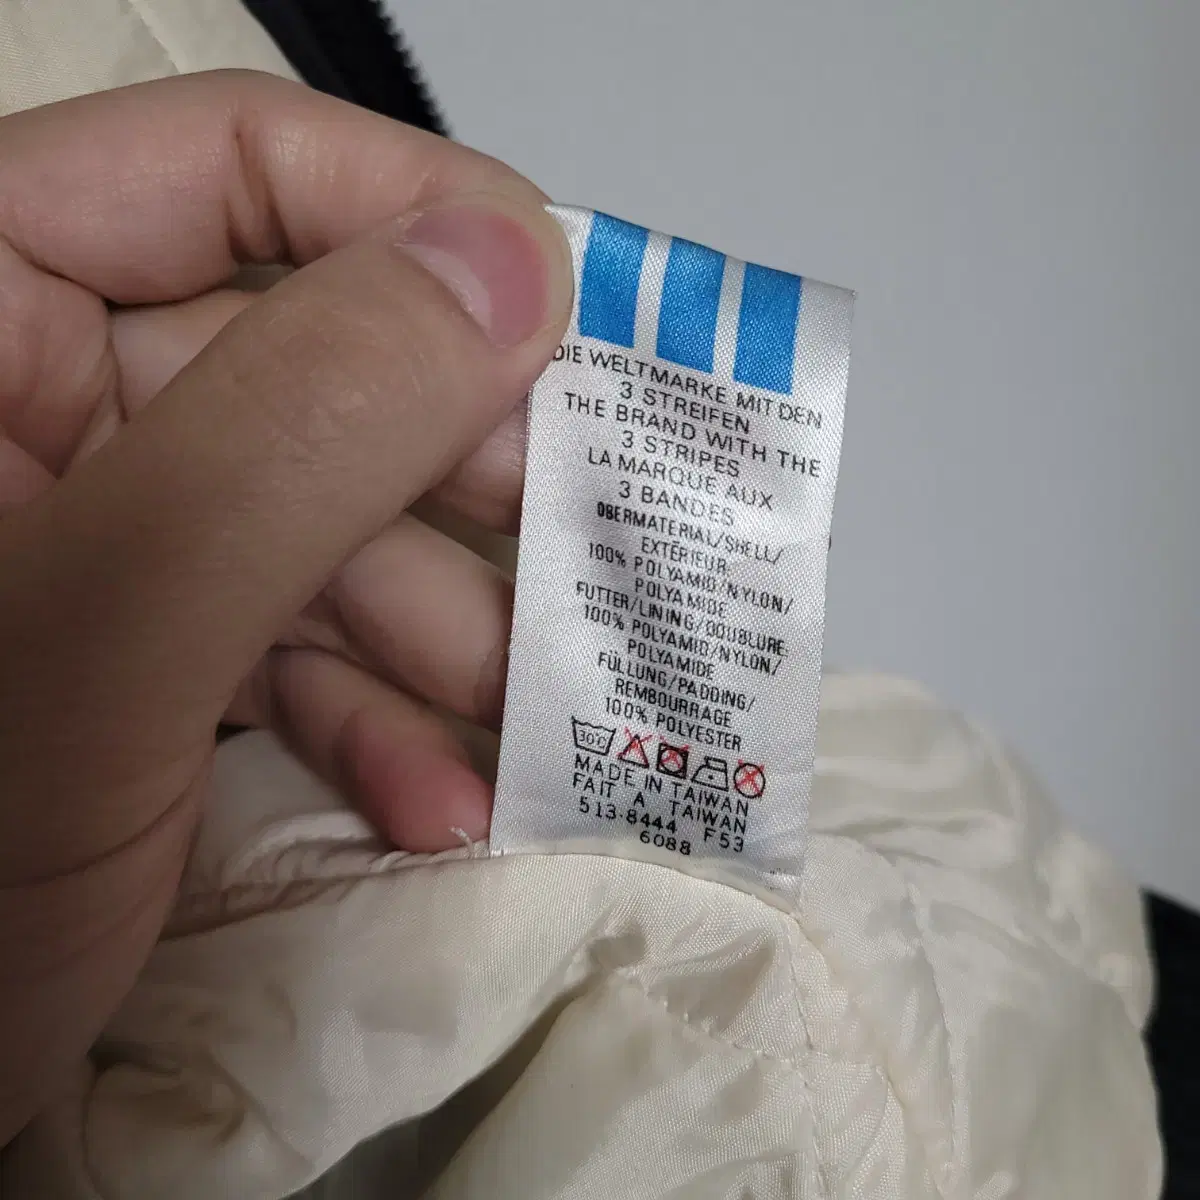 DIE WELTMARKE MIT DEN
3 STREIFEN
THE BRAND WITH THE
3 STRIPES
LA MARQUE AUX
3 BANDES
OBERMATERIAL/SHELL/
EXTÉRIEUR
100% POLYAMID/NYLON/
POLYAMIDE
FUTTER/LINING/DOUBLURE
100% POLYAMID/NYLON/
POLYAMIDE
FÜLLUNG/PADDING/
REMBOURRAGE
100% POLYESTER
30°C
MADE IN TAIWAN
FAIT A TAIWAN
513-8444 F53
6088